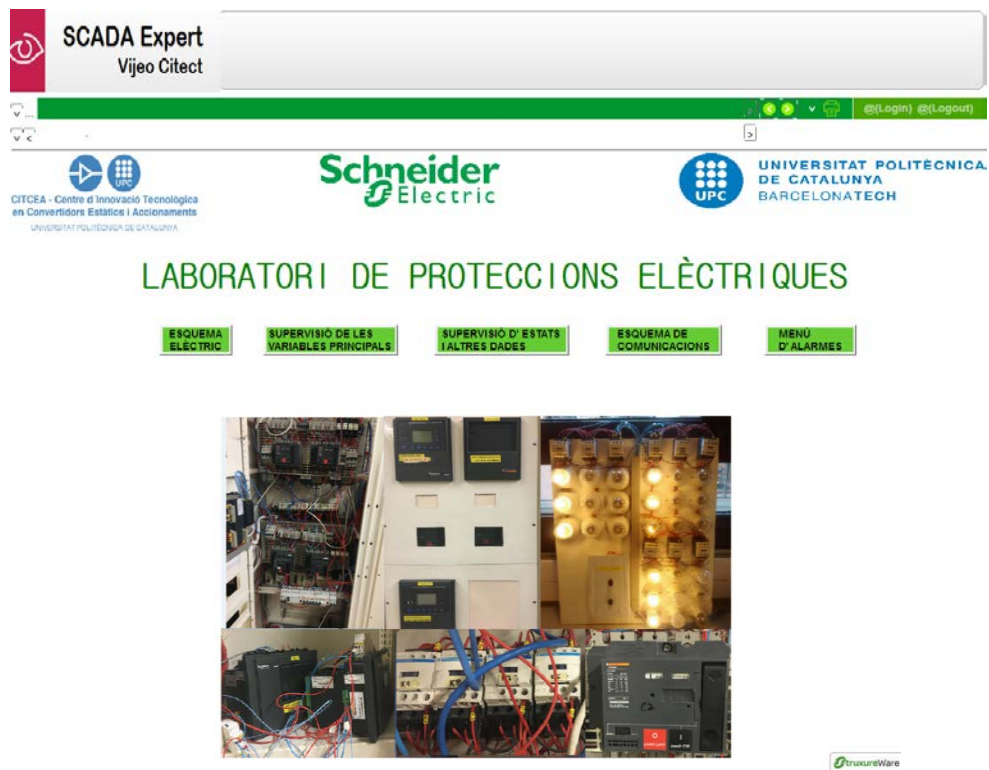 SCADA Expert
Vijeo Citect
@(Login) @(Logout)
UPC
CITCEA - Centre d'Innovació Tecnològica
en Convertidors Estàtics i Accionaments
UNIVERSITAT POLITÈCNICA DE CATALUNYA
Schneider
Electric
UPC
UNIVERSITAT POLITÈCNICA
DE CATALUNYA
BARCELONATECH
LABORATORI DE PROTECCIONS ELÈCTRIQUES
ESQUEMA
ELÈCTRIC
SUPERVISIÓ DE LES
VARIABLES PRINCIPALS
SUPERVISIÓ D' ESTATS
I ALTRES DADES
ESQUEMA DE
COMUNICACIONS
MENÚ
D' ALARMES
StruxureWare